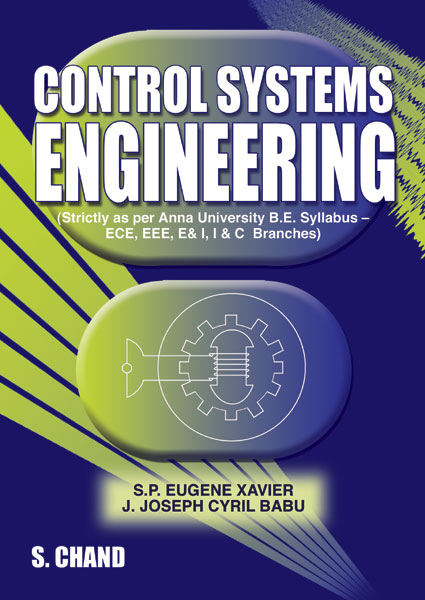 CONTROL SYSTEMS
ENGINEERING
(Strictly as per Anna University B.E. Syllabus –
ECE, EEE, E& I, I & C Branches)
S.P. EUGENE XAVIER
J. JOSEPH CYRIL BABU
S. CHAND